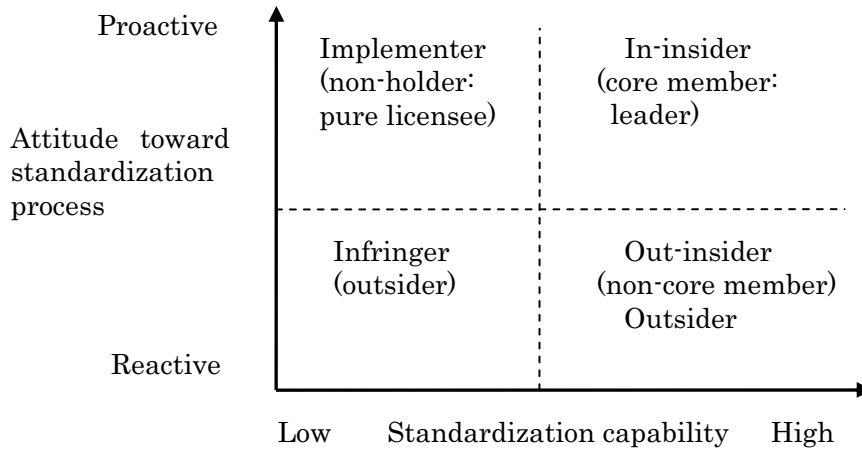 Proactive
Implementer
(non-holder:
pure licensee)
In-insider
(core member:
leader)
Attitude toward
standardization
process
Infringer
(outsider)
Out-insider
(non-core member)
Outsider
Reactive
Low Standardization capability High